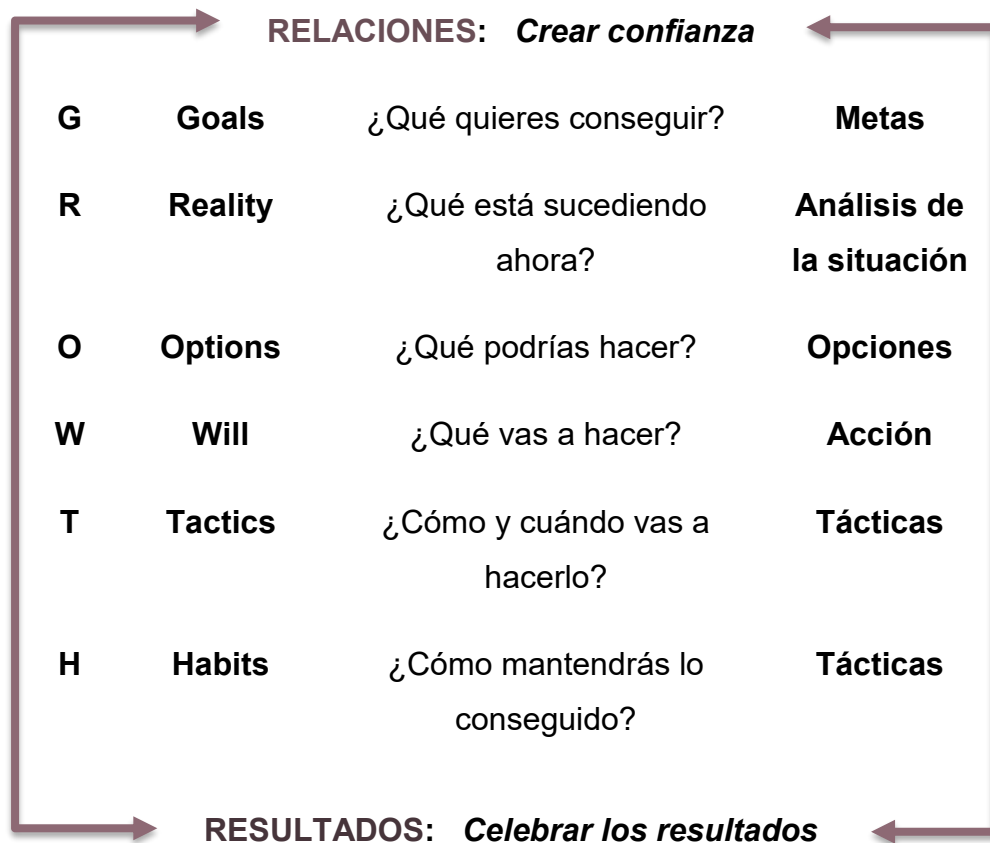 RELACIONES: Crear confianza
G Goals ¿Qué quieres conseguir? Metas
R Reality ¿Qué está sucediendo Análisis de
ahora? la situación
O Options ¿Qué podrías hacer? Opciones
W Will ¿Qué vas a hacer? Acción
T Tactics ¿Cómo y cuándo vas a Tácticas
hacerlo?
H Habits ¿Cómo mantendrás lo Tácticas
conseguido?
RESULTADOS: Celebrar los resultados